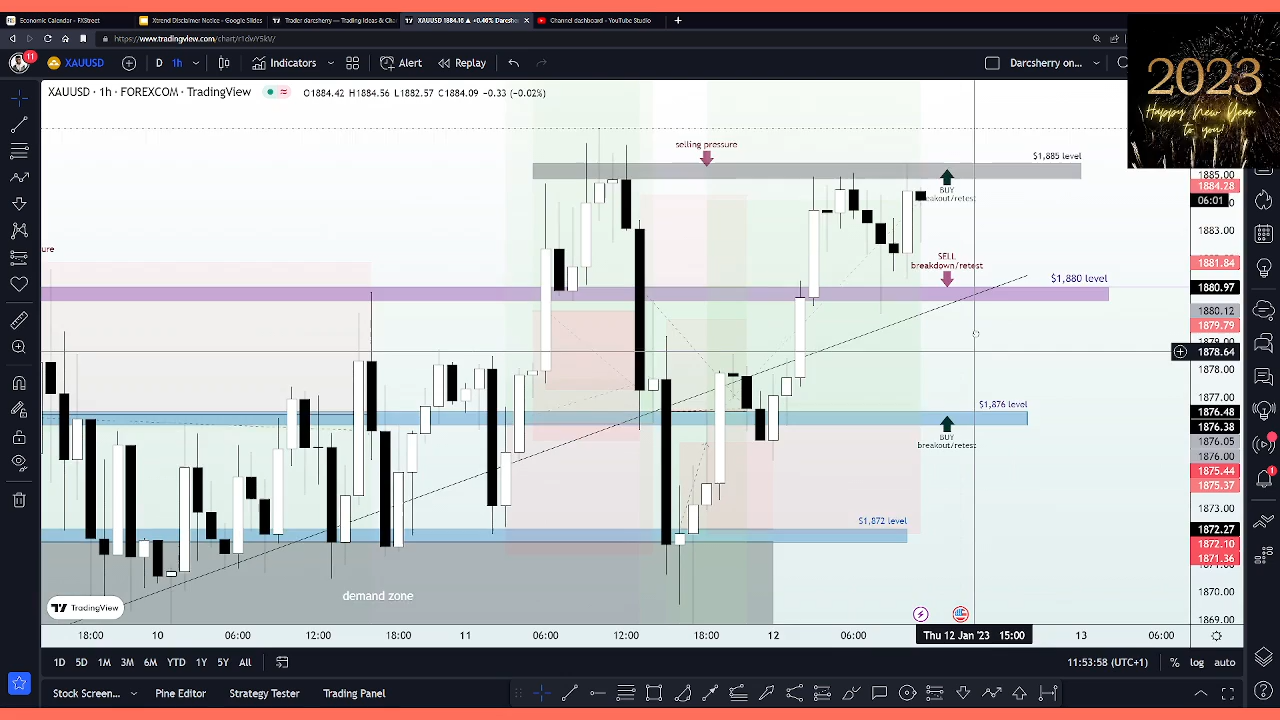 Economic Calendar - FXStreet
Xtrend Disclaimer Notice - Google Slides
Trader darcsherry — Trading Ideas & Cha
XAUUSD 1884.16 ▲ +0.46% Darcsher
Channel dashboard - YouTube Studio
https://www.tradingview.com/chart/r1dwY5kV/
11
XAUUSD
D
1h
Indicators
Alert
Replay
Darcsherry on...
2023
Happy New Year
to you!
XAUUSD · 1h · FOREXCOM · TradingView
O1884.42 H1884.56 L1882.57 C1884.09 -0.33 (-0.02%)
selling pressure
$1,885 level
BUY
breakout/retest
SELL
breakdown/retest
$1,880 level
ure
$1,876 level
BUY
breakout/retest
$1,872 level
demand zone
TradingView
1885.00
1884.28
06:01
1883.00
1881.84
1880.97
1880.12
1879.79
1878.64
1878.00
1877.00
1876.48
1876.38
1876.05
1876.00
1875.44
1875.37
1873.00
1872.27
1872.10
1871.36
1870.00
1869.00
18:00
10
06:00
12:00
18:00
11
06:00
12:00
18:00
12
06:00
Thu 12 Jan '23 15:00
13
06:00
1D
5D
1M
3M
6M
YTD
1Y
5Y
All
11:53:58 (UTC+1)
%
log
auto
Stock Screen...
Pine Editor
Strategy Tester
Trading Panel